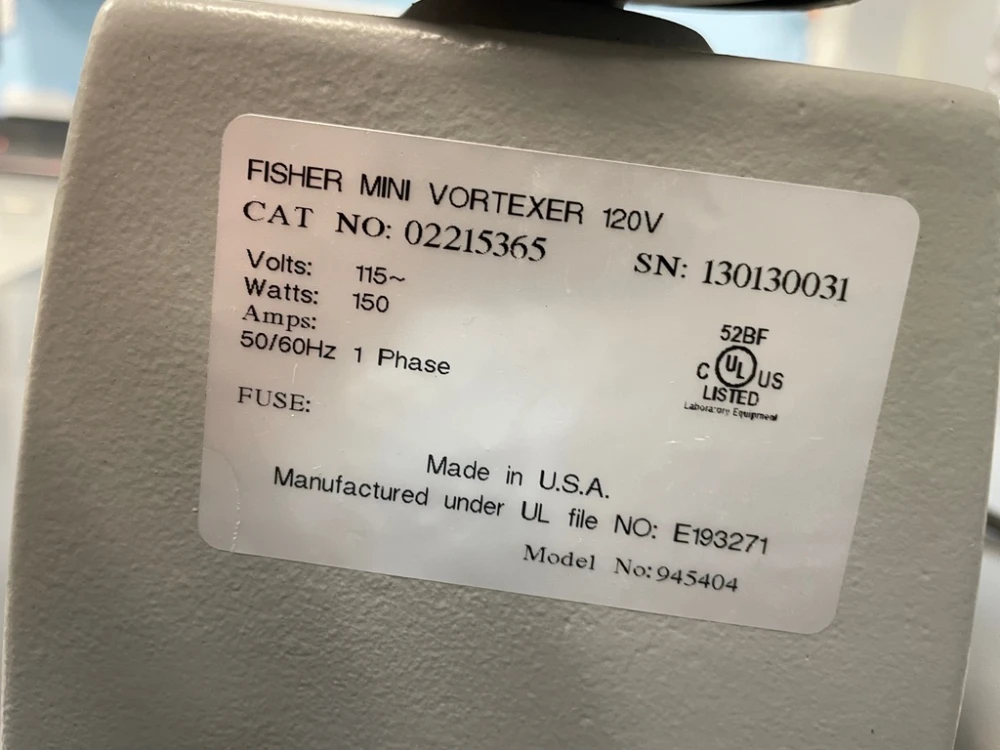 FISHER MINI VORTEXER 120V
CAT NO: 02215365
SN: 130130031
Volts: 115~
Watts: 150
Amps:
50/60Hz 1 Phase
FUSE:
52BF
C UL US
LISTED
Laboratory Equipment
Made in U.S.A.
Manufactured under UL file NO: E193271
Model No:945404